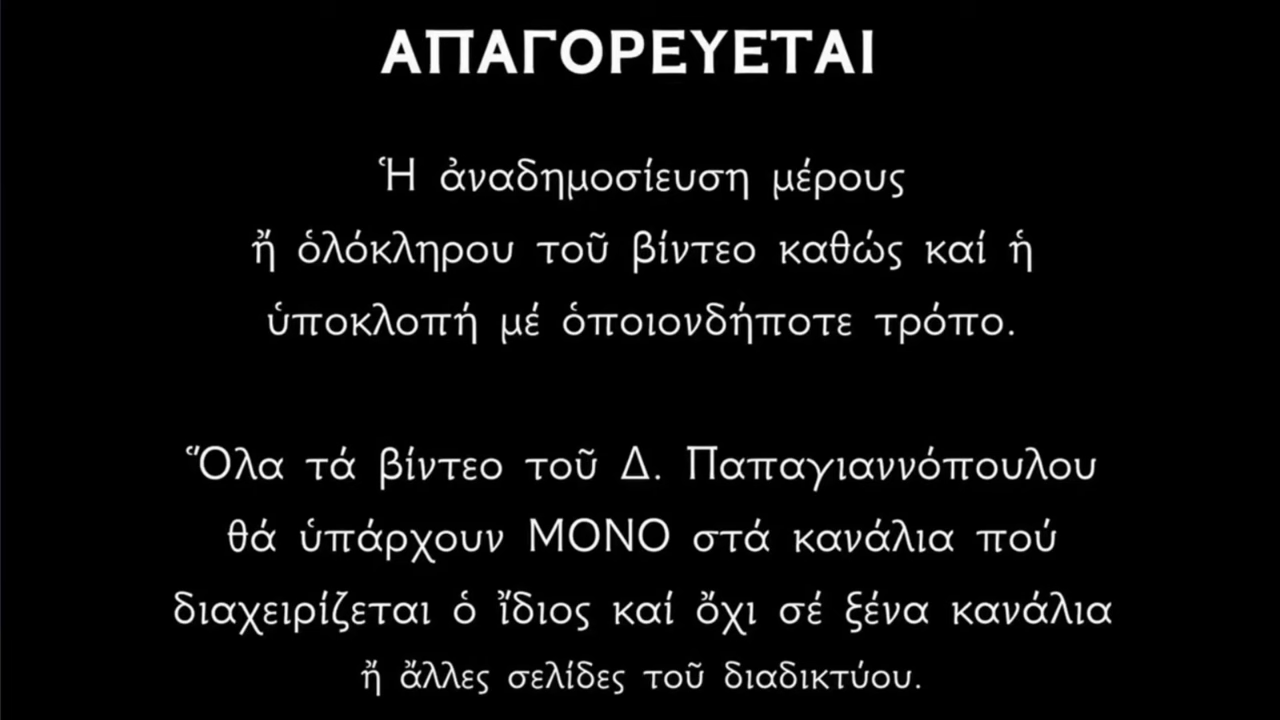 ΑΠΑΓΟΡΕΥΕΤΑΙ
Ἡ ἀναδημοσίευση μέρους
ἤ ὁλόκληρου τοῦ βίντεο καθώς καί ἡ
ὑποκλοπή μέ ὁποιονδήποτε τρόπο.
Ὅλα τά βίντεο τοῦ Δ. Παπαγιαννόπουλου
θά ὑπάρχουν ΜΟΝΟ στά κανάλια πού
διαχειρίζεται ὁ ἴδιος καί ὄχι σέ ξένα κανάλια
ἤ ἄλλες σελίδες τοῦ διαδικτύου.